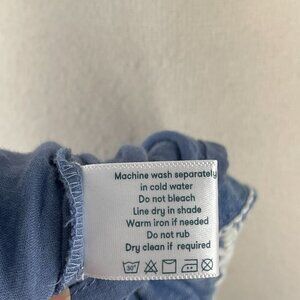 Machine wash separately
in cold water
Do not bleach
Line dry in shade
Warm iron if needed
Do not rub
Dry clean if required
30°